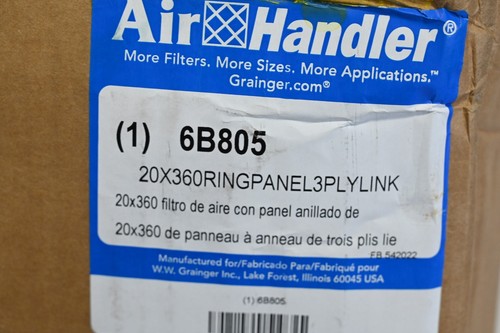 Air Handler®
More Filters. More Sizes. More Applications.™
Grainger.com®
(1) 6B805
20X360RINGPANEL3PLYLINK
20x360 filtro de aire con panel anillado de
20x360 de panneau à anneau de trois plis lie
FB 542022
Manufactured for/Fabricado Para/Fabriqué pour
W.W. Grainger Inc., Lake Forest, Illinois 60045 USA
(1) 6B805